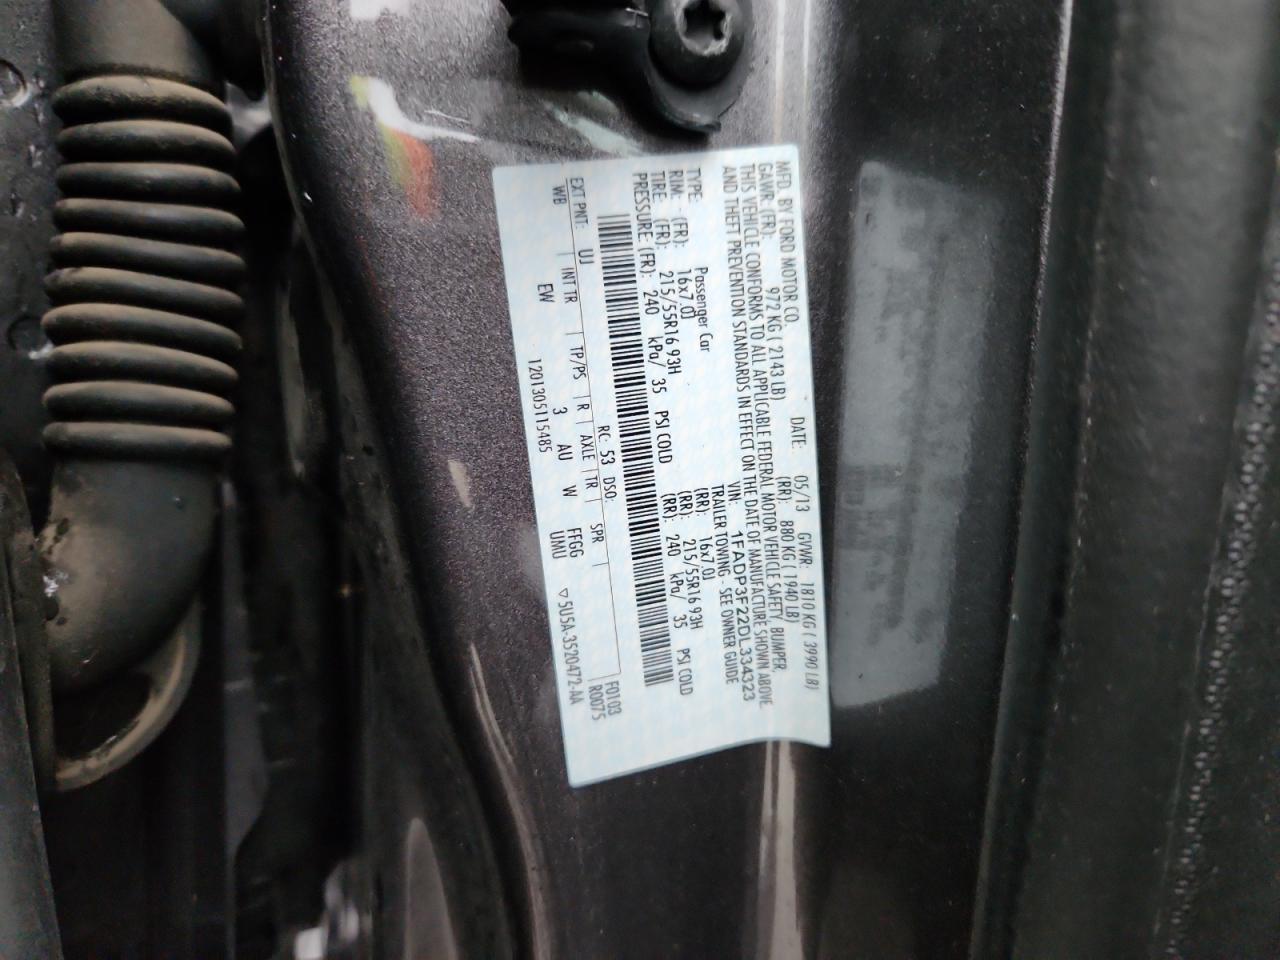 MFD. BY FORD MOTOR CO. DATE: 05/13 GVWR: 1810 KG ( 3990 LB)
GAWR: (FR): 972 KG ( 2143 LB) (RR): 880 KG ( 1940 LB)
THIS VEHICLE CONFORMS TO ALL APPLICABLE FEDERAL MOTOR VEHICLE SAFETY, BUMPER,
AND THEFT PREVENTION STANDARDS IN EFFECT ON THE DATE OF MANUFACTURE SHOWN ABOVE.
VIN: 1FADP3F22DL334323
TYPE: Passenger Car TRAILER TOWING - SEE OWNER GUIDE
RIM: (FR): 16x7.0J (RR): 16x7.0J
TIRE: (FR): 215/55R16 93H (RR): 215/55R16 93H
PRESSURE: (FR): 240 kPa/ 35 PSI COLD (RR): 240 kPa/ 35 PSI COLD
RC: 53 DSO: F0103
EXT PNT: UJ INT TR TP/PS R AXLE TR SPR R0075
WB EW 3 AU W FFGG
1201305115485 UMU ▽5U5A-3520472-AA